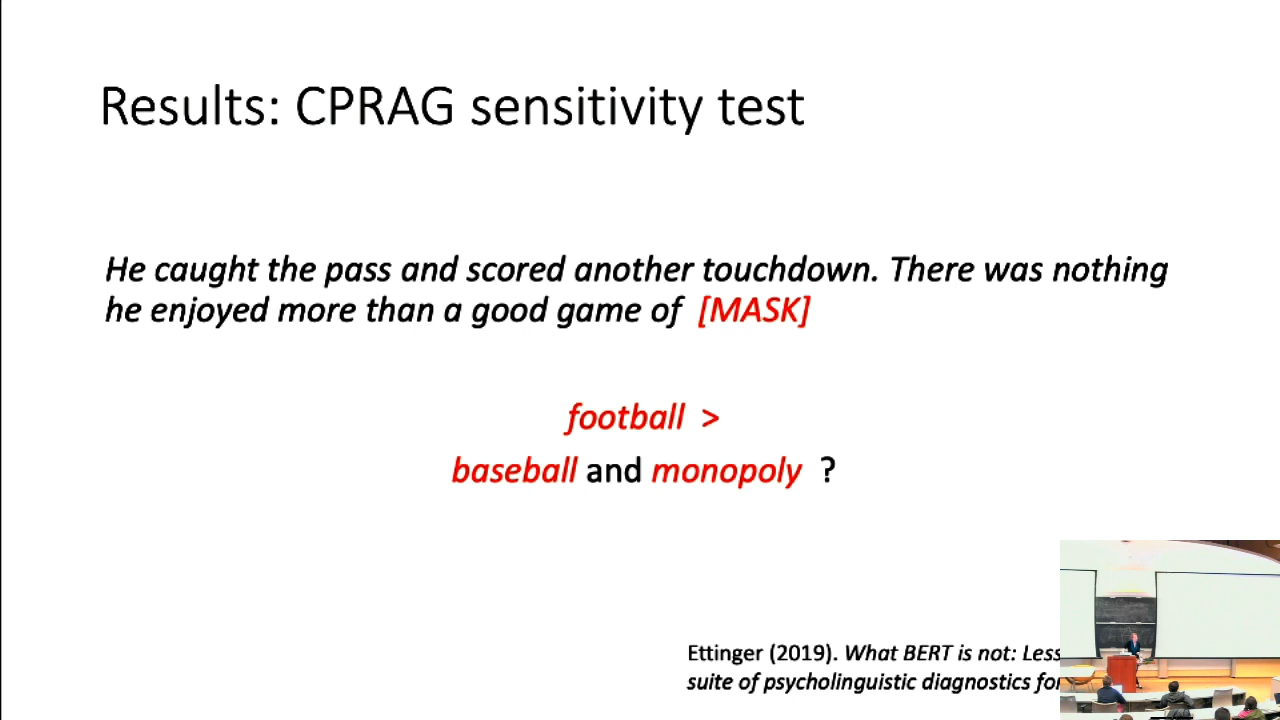 Results: CPRAG sensitivity test
He caught the pass and scored another touchdown. There was nothing
he enjoyed more than a good game of [MASK]
football >
baseball and monopoly ?
Ettinger (2019). What BERT is not: Less
suite of psycholinguistic diagnostics for